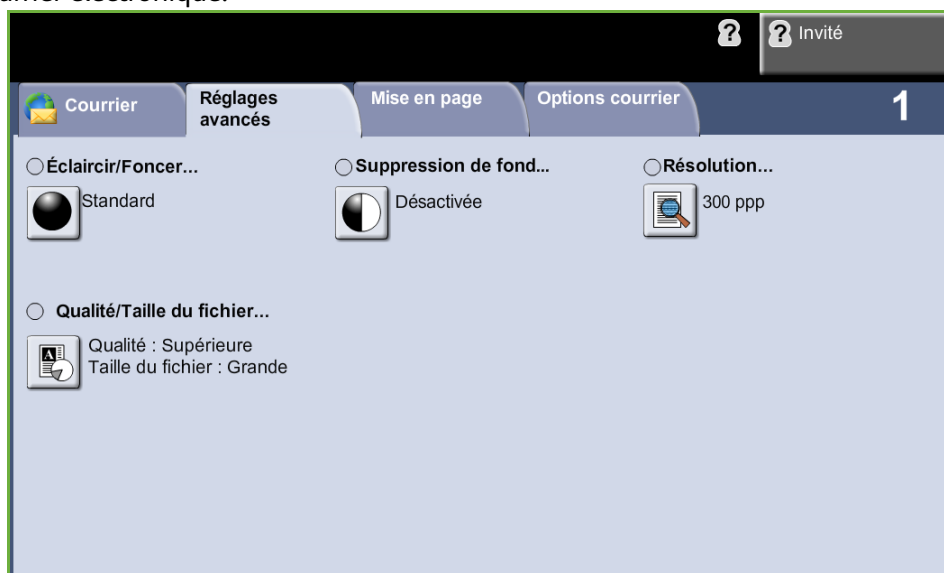 Invité
Courrier
Réglages
avancés
Mise en page
Options courrier
1
Éclaircir/Foncer...
Suppression de fond...
Résolution...
Standard
Désactivée
300 ppp
Qualité/Taille du fichier...
Qualité : Supérieure
Taille du fichier : Grande